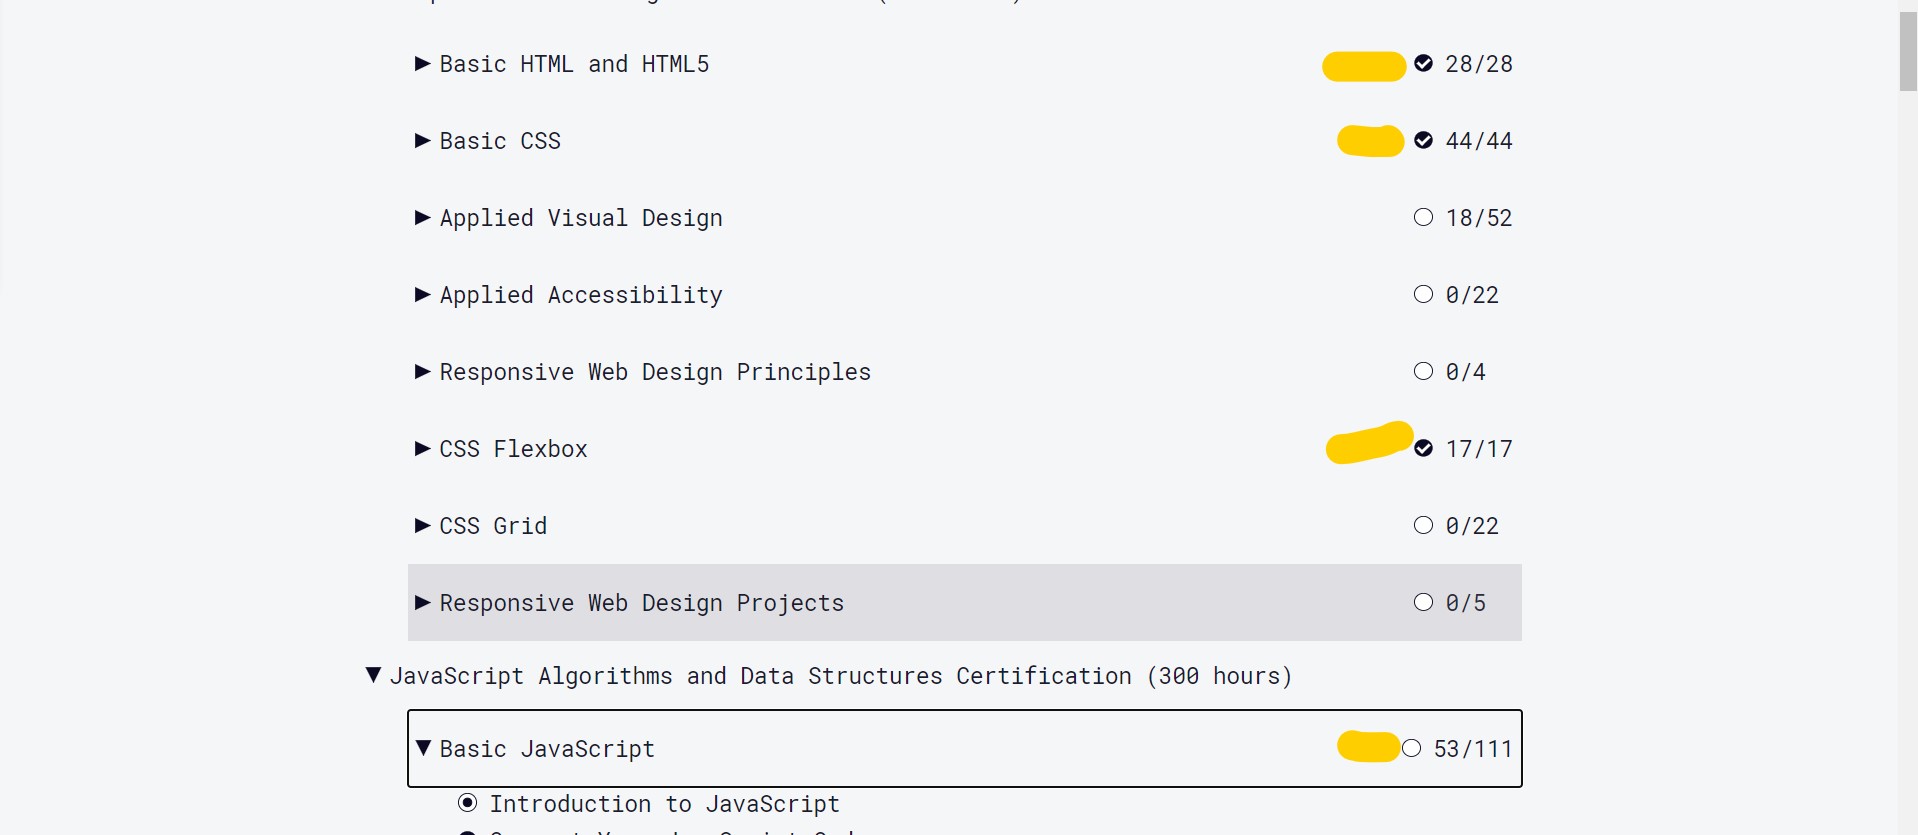 Basic HTML and HTML5 28/28
Basic CSS 44/44
Applied Visual Design 18/52
Applied Accessibility 0/22
Responsive Web Design Principles 0/4
CSS Flexbox 17/17
CSS Grid 0/22
Responsive Web Design Projects 0/5
JavaScript Algorithms and Data Structures Certification (300 hours)
Basic JavaScript 53/111
Introduction to JavaScript